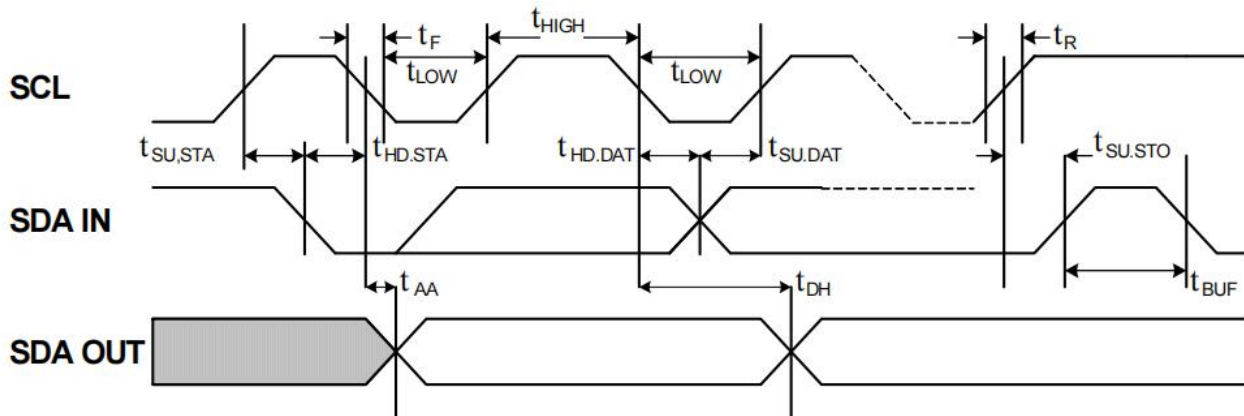 tF tHIGH tR
SCL tLOW tLOW
tSU,STA tHD.STA tHD.DAT tSU.DAT tSU.STO
SDA IN
tAA tDH tBUF
SDA OUT